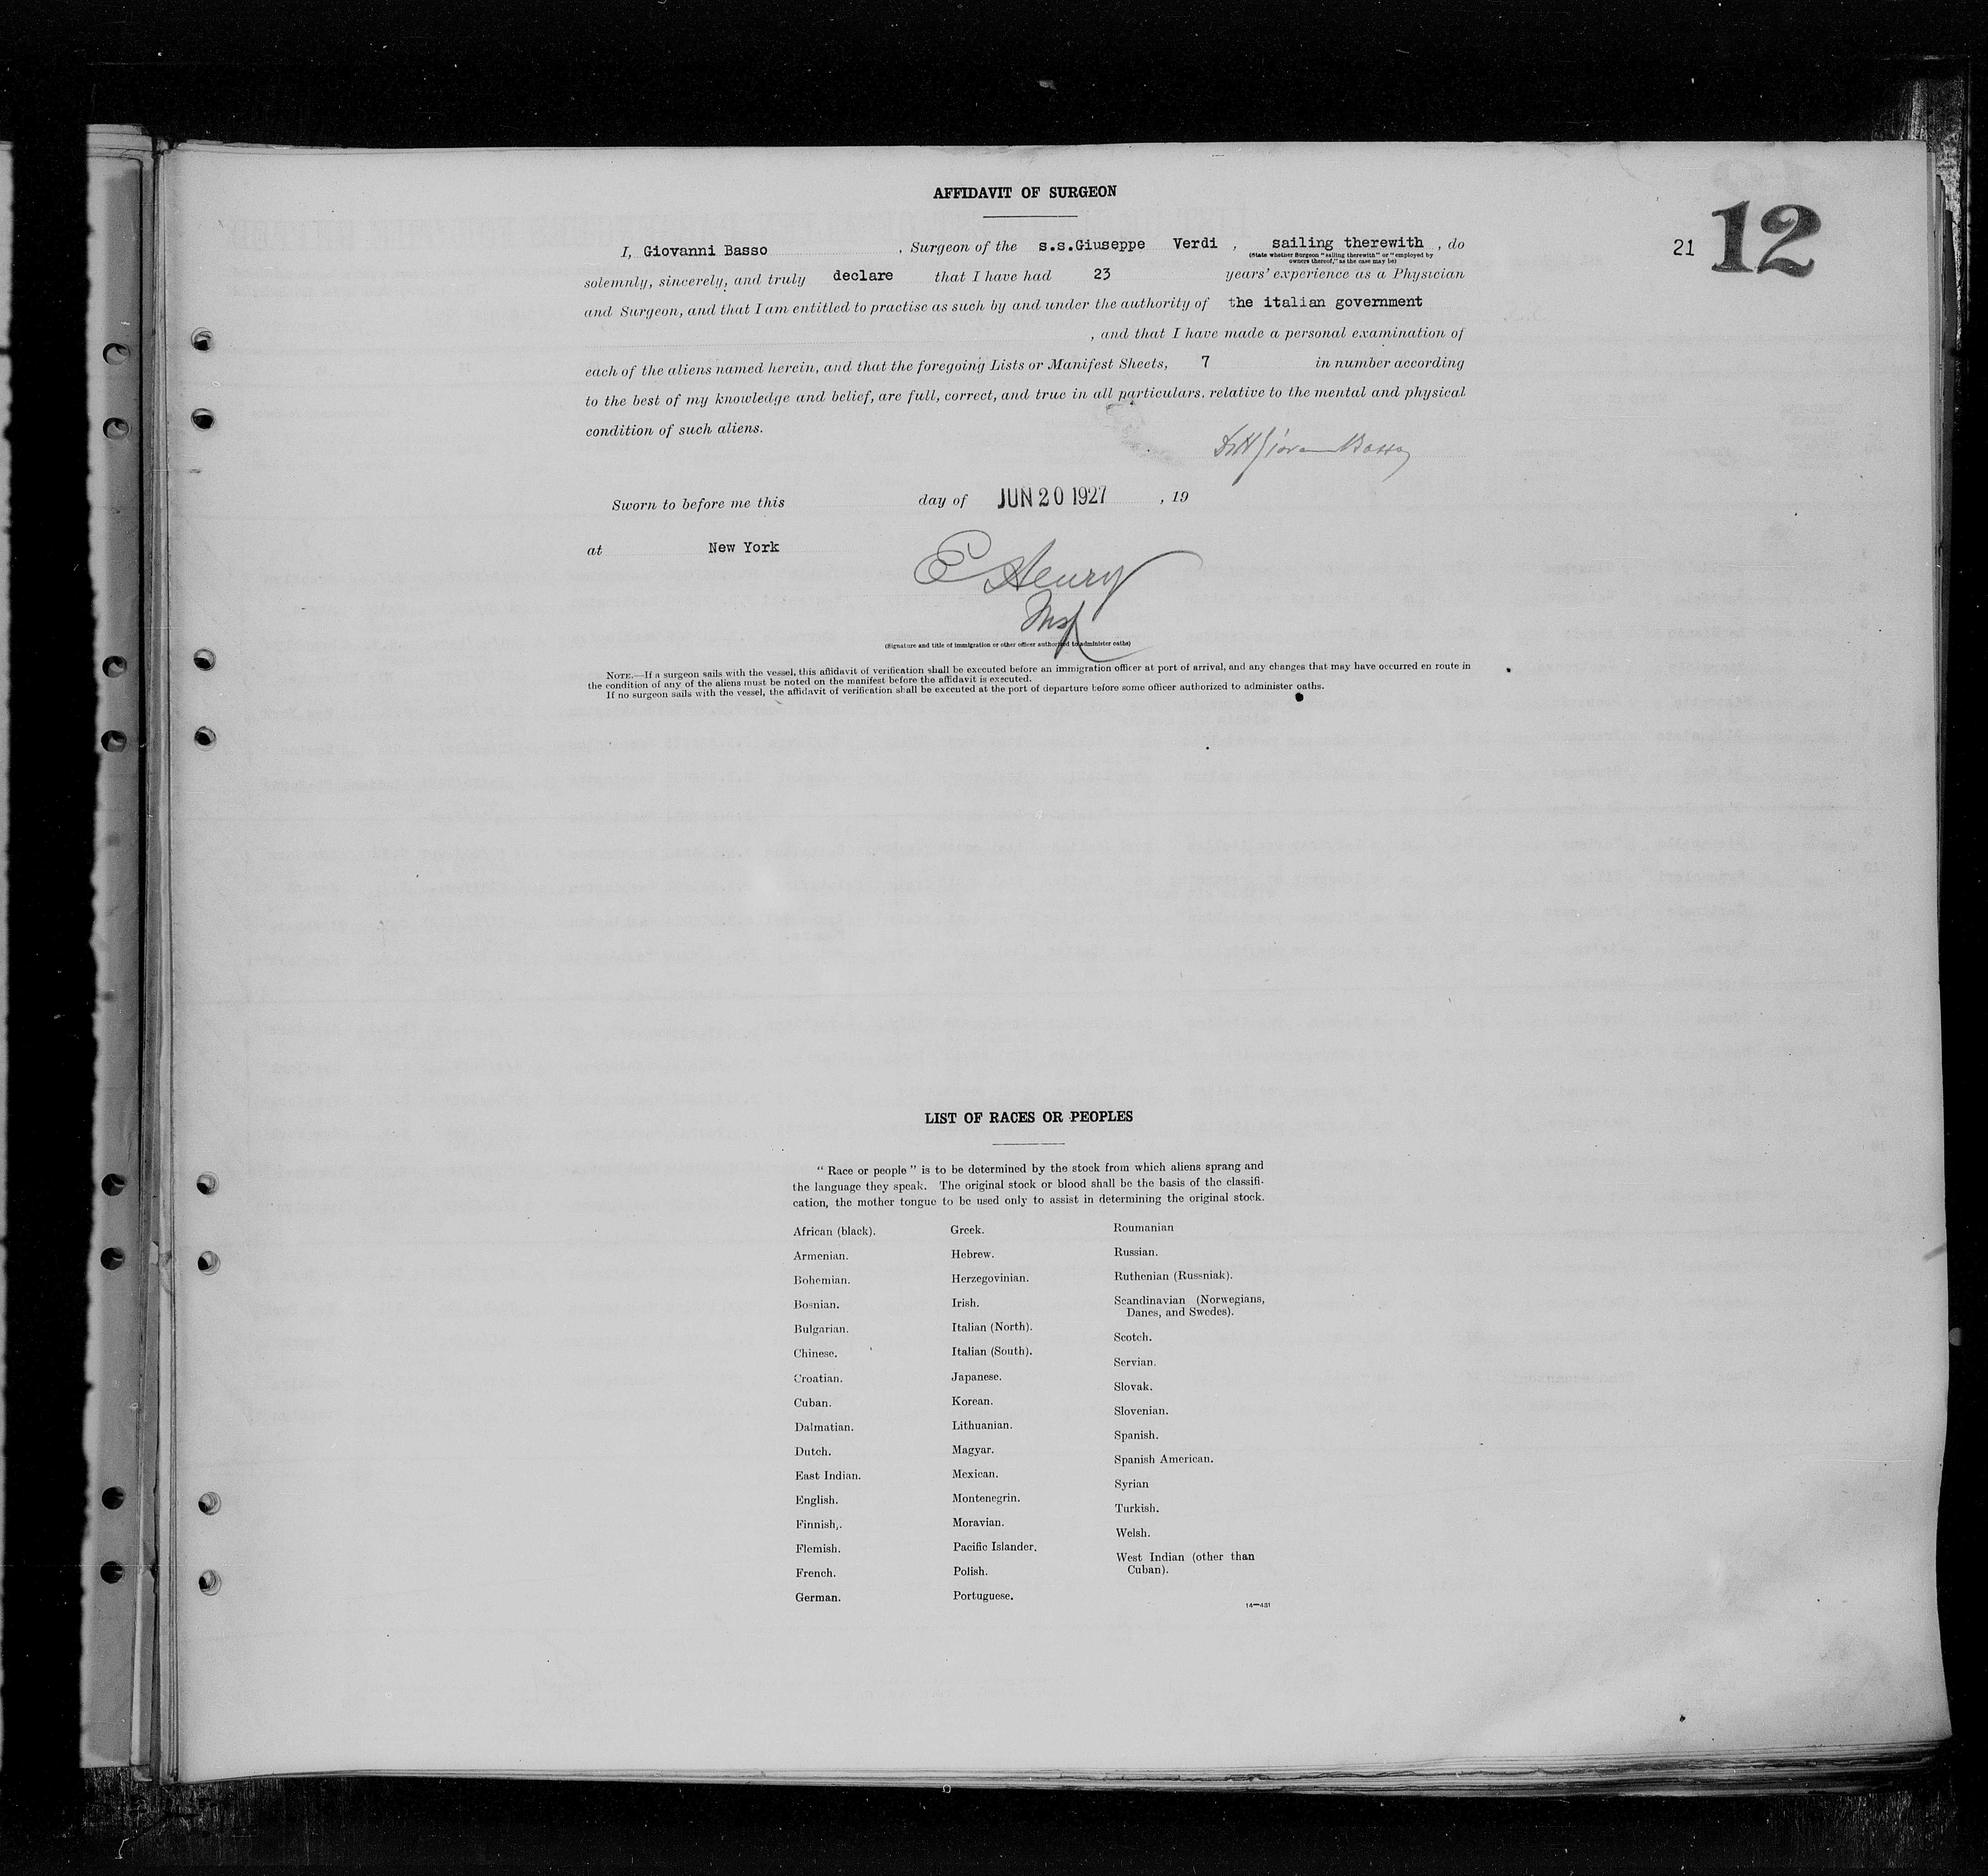 AFFIDAVIT OF SURGEON
21 12
I, Giovanni Basso , Surgeon of the s.s.Giuseppe Verdi , sailing therewith , do
(State whether Surgeon "sailing therewith" or "employed by
owners thereof," as the case may be)
solemnly, sincerely, and truly declare that I have had 23 years' experience as a Physician
and Surgeon, and that I am entitled to practise as such by and under the authority of the italian government
, and that I have made a personal examination of
each of the aliens named herein, and that the foregoing Lists or Manifest Sheets, 7 in number according
to the best of my knowledge and belief, are full, correct, and true in all particulars. relative to the mental and physical
condition of such aliens.
Basso
Sworn to before me this day of JUN 20 1927 , 19
at New York
E Henry
Insp
(Signature and title of immigration or other officer authorized to administer oaths)
NOTE.—If a surgeon sails with the vessel, this affidavit of verification shall be executed before an immigration officer at port of arrival, and any changes that may have occurred en route in
the condition of any of the aliens must be noted on the manifest before the affidavit is executed.
If no surgeon sails with the vessel, the affidavit of verification shall be executed at the port of departure before some officer authorized to administer oaths.
LIST OF RACES OR PEOPLES
"Race or people" is to be determined by the stock from which aliens sprang and
the language they speak. The original stock or blood shall be the basis of the classifi-
cation, the mother tongue to be used only to assist in determining the original stock.
African (black).
Armenian.
Bohemian.
Bosnian.
Bulgarian.
Chinese.
Croatian.
Cuban.
Dalmatian.
Dutch.
East Indian.
English.
Finnish,.
Flemish.
French.
German.
Greek.
Hebrew.
Herzegovinian.
Irish.
Italian (North).
Italian (South).
Japanese.
Korean.
Lithuanian.
Magyar.
Mexican.
Montenegrin.
Moravian.
Pacific Islander.
Polish.
Portuguese.
Roumanian
Russian.
Ruthenian (Russniak).
Scandinavian (Norwegians,
Danes, and Swedes).
Scotch.
Servian.
Slovak.
Slovenian.
Spanish.
Spanish American.
Syrian
Turkish.
Welsh.
West Indian (other than
Cuban).
14—431